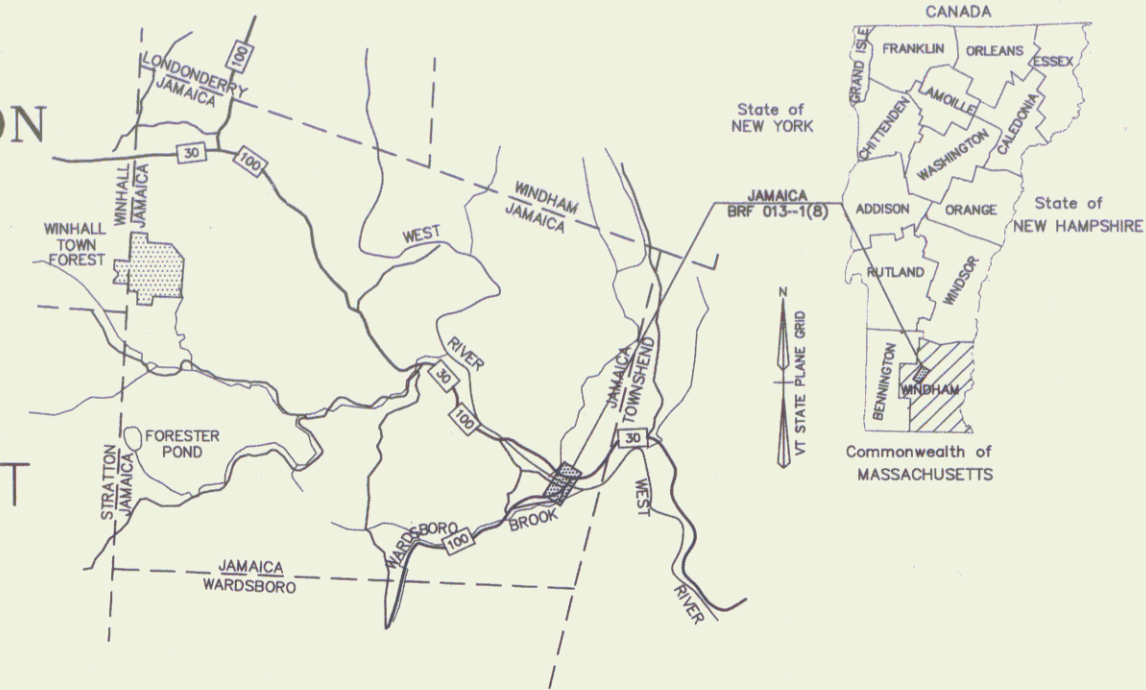 ON
T
LONDONDERRY
JAMAICA
100
30
100
WINHALL
JAMAICA
WINHALL
TOWN
FOREST
WEST
RIVER
WINDHAM
JAMAICA
30
100
JAMAICA
TOWNSHEND
30
FORESTER
POND
STRATTON
JAMAICA
WARDSBORO
BROOK
100
WEST
RIVER
JAMAICA
WARDSBORO
JAMAICA
BRF 013--1(8)
N
VT STATE PLANE GRID
CANADA
GRAND ISLE
FRANKLIN
ORLEANS
ESSEX
State of
NEW YORK
CHITTENDEN
LAMOILLE
CALEDONIA
WASHINGTON
ADDISON
ORANGE
State of
NEW HAMPSHIRE
RUTLAND
WINDSOR
BENNINGTON
WINDHAM
Commonwealth of
MASSACHUSETTS